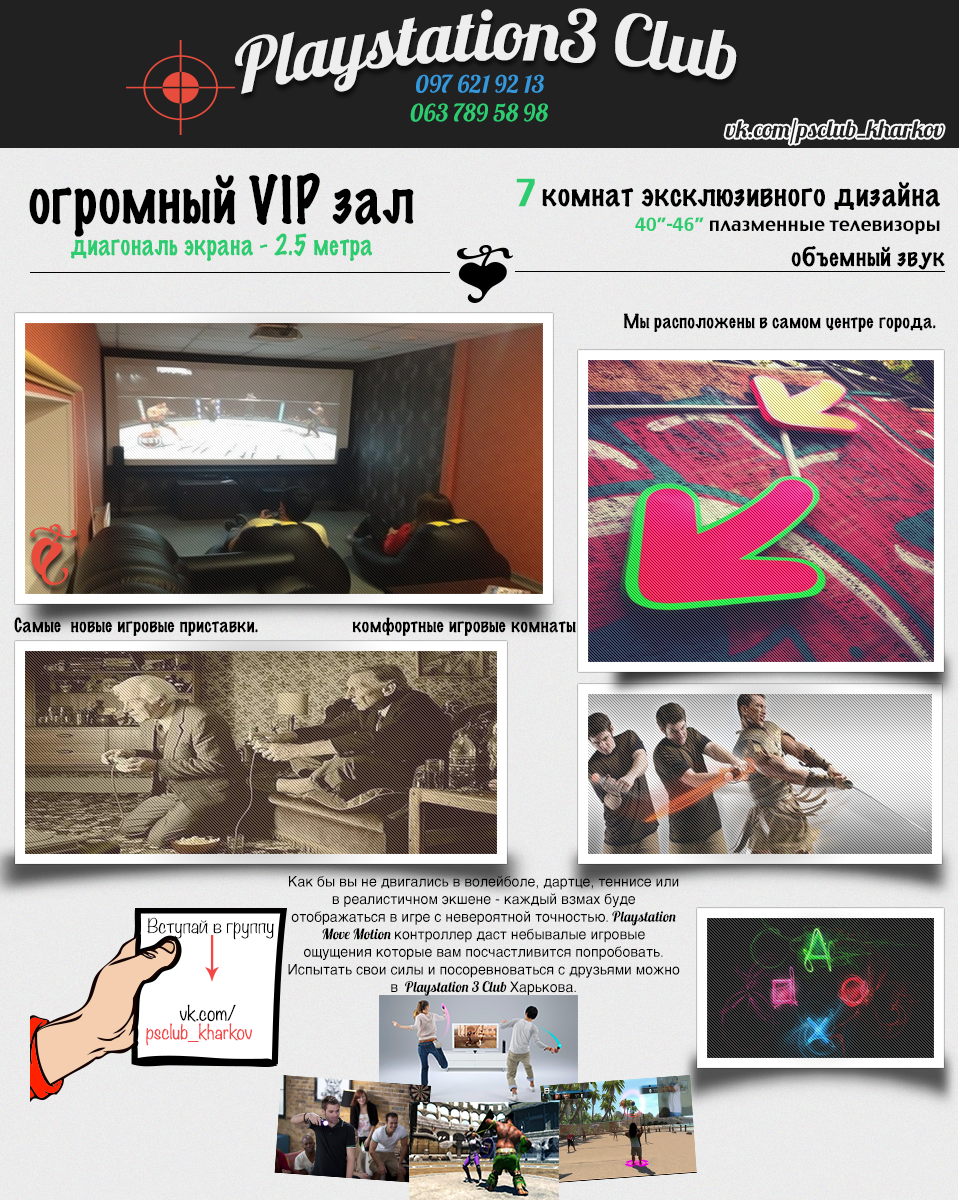 Playstation3 Club
097 621 92 13
063 789 58 98
vk.com/psclub_kharkov
огромный VIP зал
диагональ экрана - 2.5 метра
7 комнат эксклюзивного дизайна
40”-46” плазменные телевизоры
объемный звук
Мы расположены в самом центре города.
Самые новые игровые приставки.
комфортные игровые комнаты
Как бы вы не двигались в волейболе, дартце, теннисе или
в реалистичном экшене - каждый взмах буде
отображаться в игре с невероятной точностью. Playstation
Move Motion контроллер даст небывалые игровые
ощущения которые вам посчастливится попробовать.
Испытать свои силы и посоревноваться с друзьями можно
в Playstation 3 Club Харькова.
Вступай в группу
vk.com/
psclub_kharkov